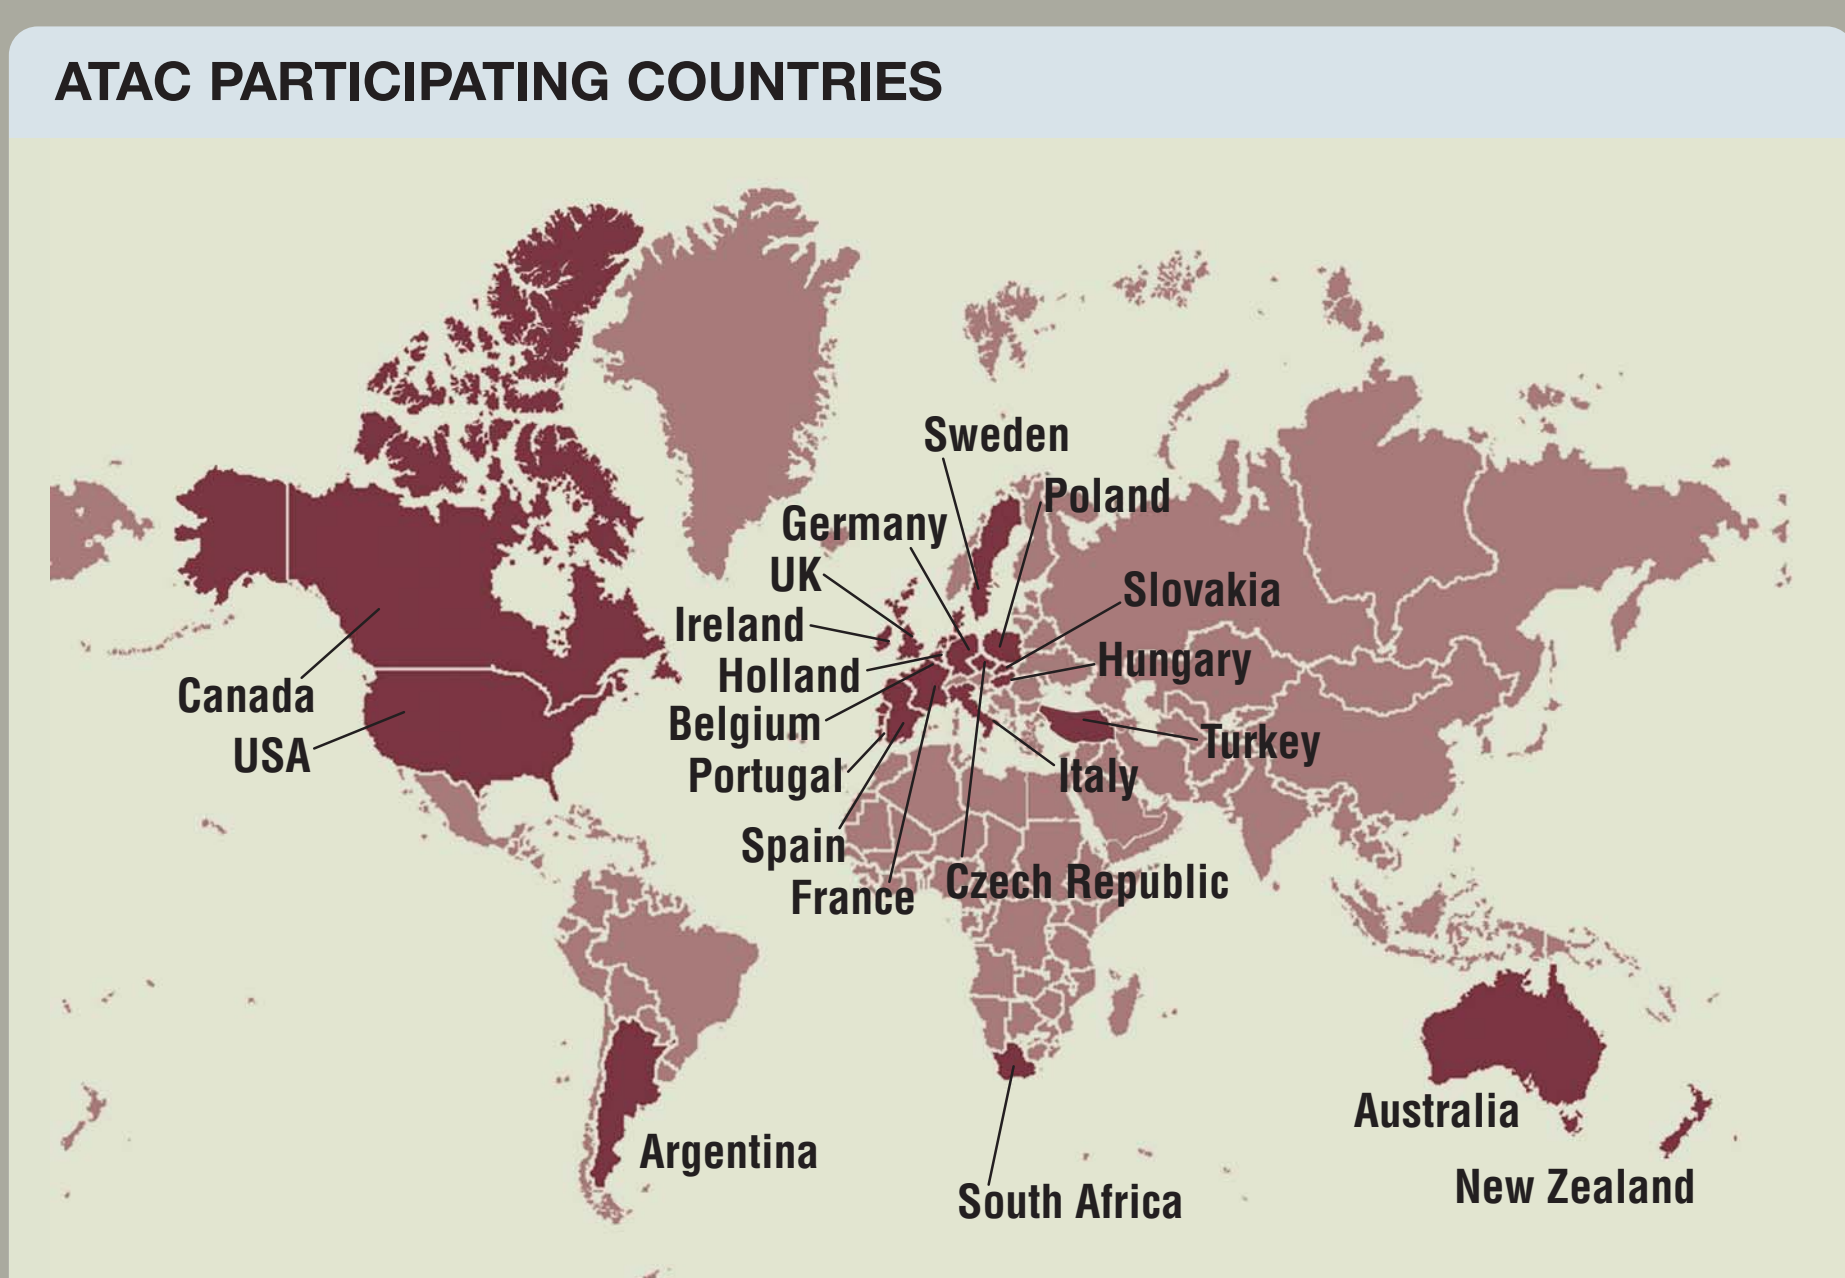 ATAC PARTICIPATING COUNTRIES
Sweden
Poland
Germany
UK
Slovakia
Ireland
Hungary
Holland
Canada
Belgium
Turkey
USA
Portugal
Italy
Spain
Czech Republic
France
Australia
Argentina
New Zealand
South Africa